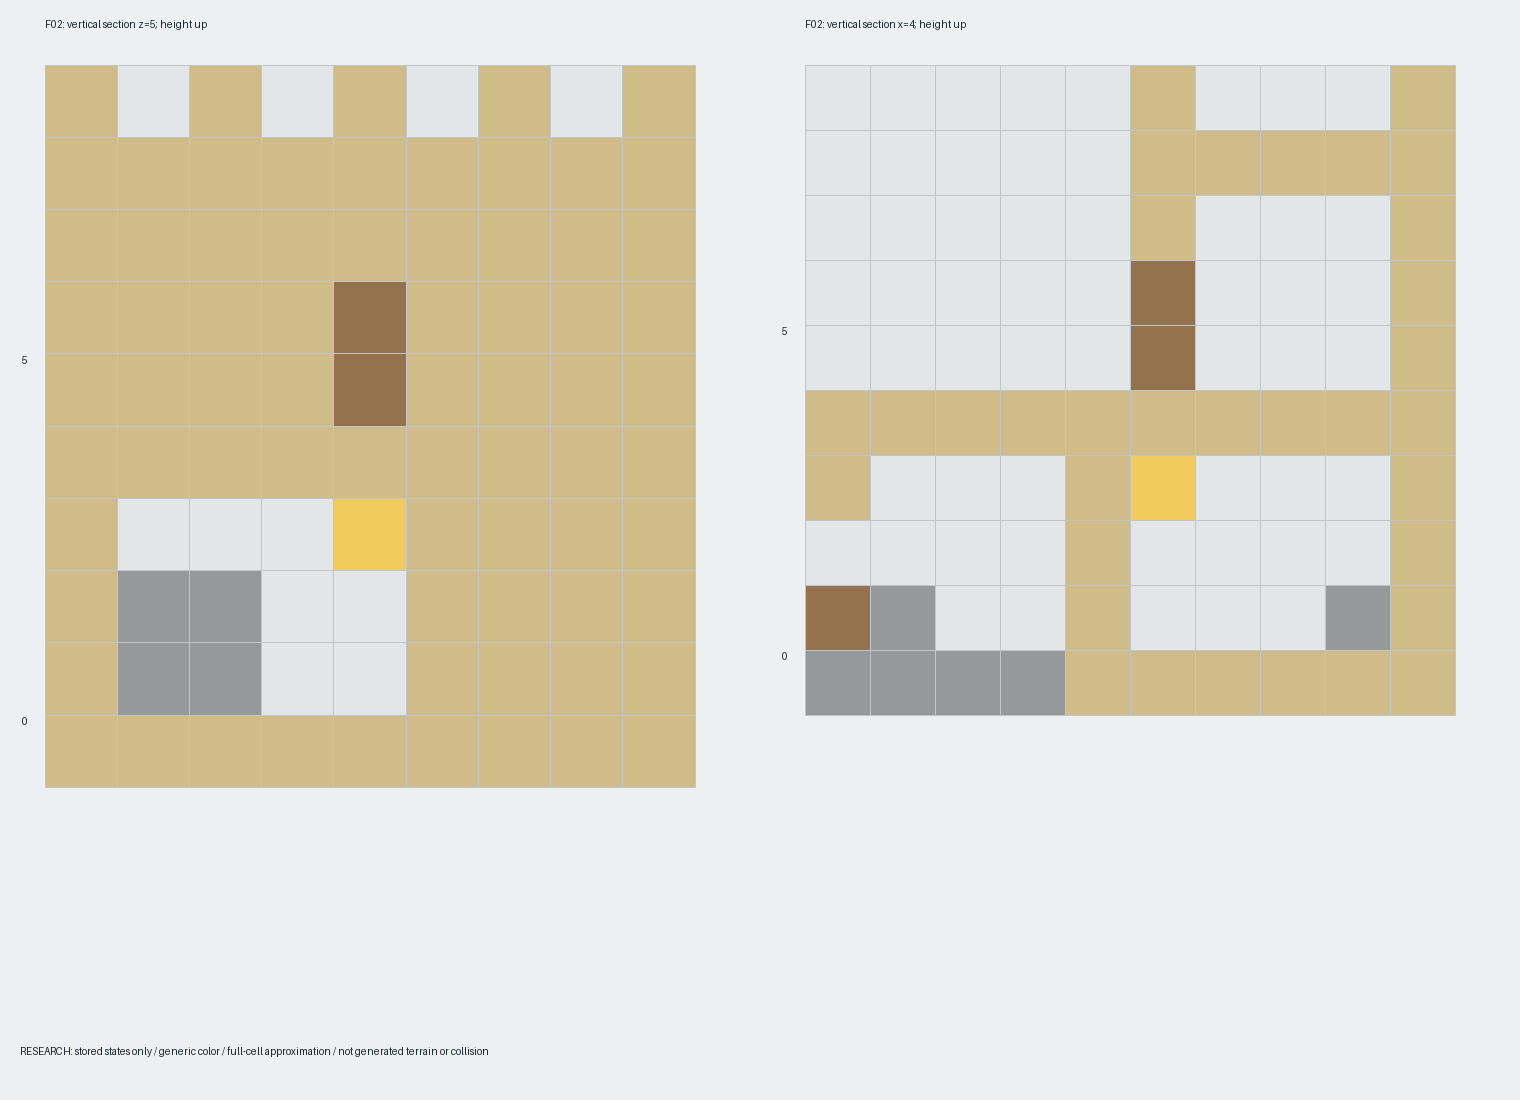 F02: vertical section z=5; height up
F02: vertical section x=4; height up
5
0
5
0
RESEARCH: stored states only / generic color / full-cell approximation / not generated terrain or collision